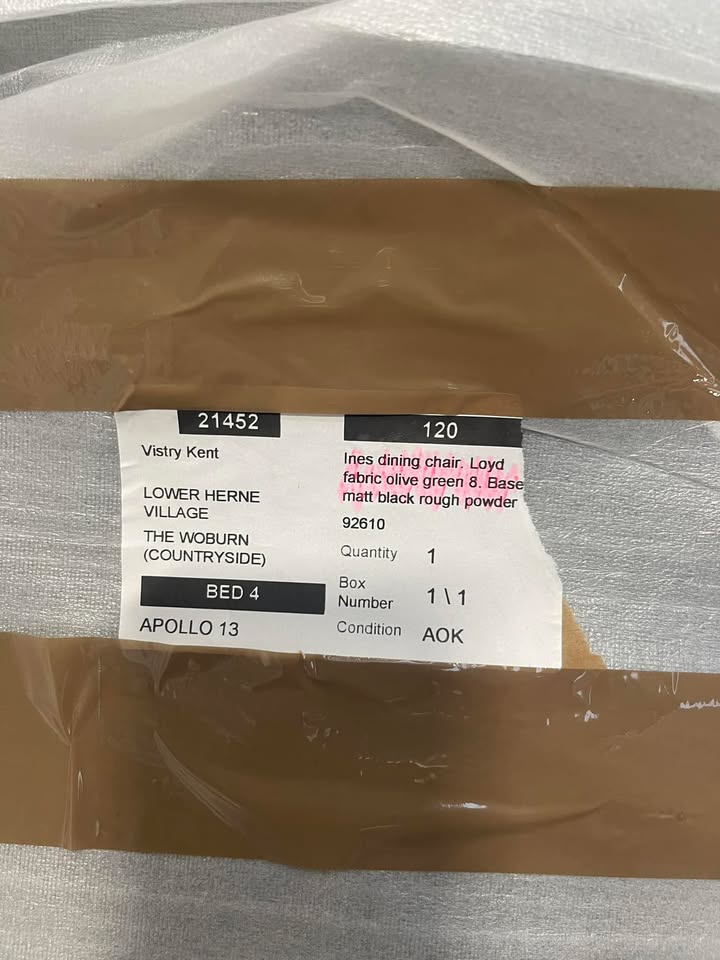 21452
Vistry Kent
LOWER HERNE
VILLAGE
THE WOBURN
(COUNTRYSIDE)
BED 4
APOLLO 13
120
Ines dining chair. Loyd
fabric olive green 8. Base
matt black rough powder
92610
Quantity 1
Box
Number 1 \ 1
Condition AOK